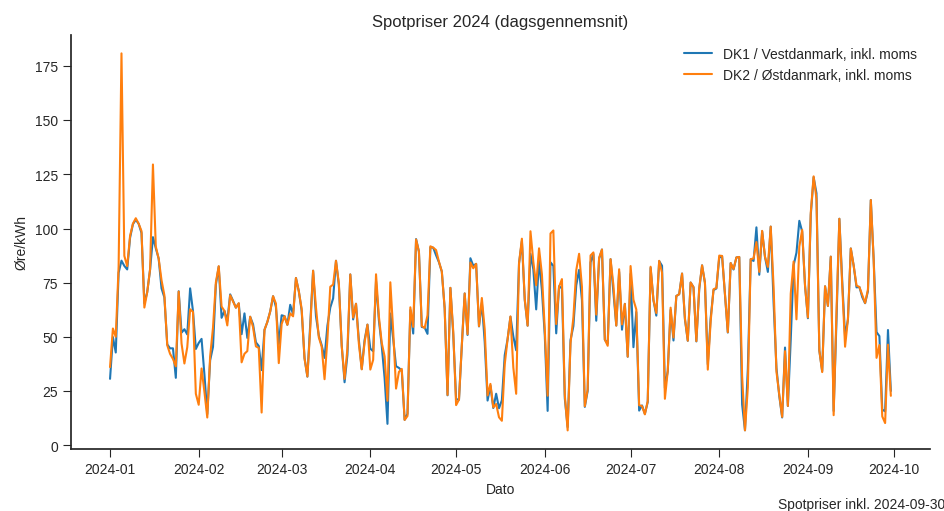 Spotpriser 2024 (dagsgennemsnit)
DK1 / Vestdanmark, inkl. moms
DK2 / Østdanmark, inkl. moms
Øre/kWh
175
150
125
100
75
50
25
0
2024-01 2024-02 2024-03 2024-04 2024-05 2024-06 2024-07 2024-08 2024-09 2024-10
Dato
Spotpriser inkl. 2024-09-30